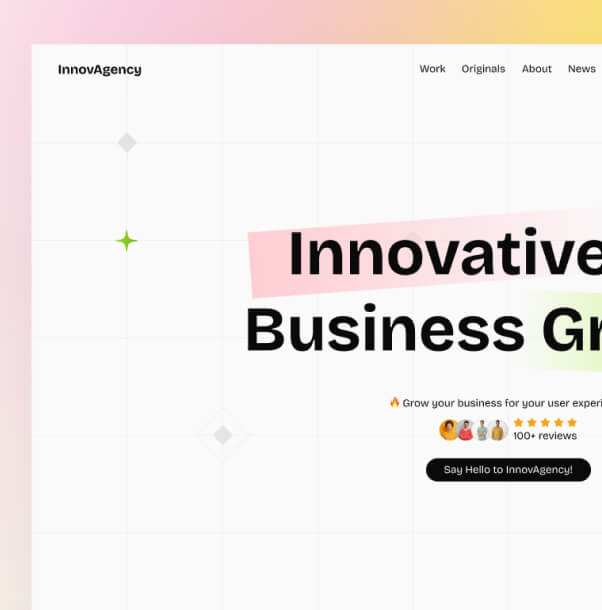 InnovAgency
Work Originals About News
Innovative
Business Gr
🔥 Grow your business for your user experi
100+ reviews
Say Hello to InnovAgency!